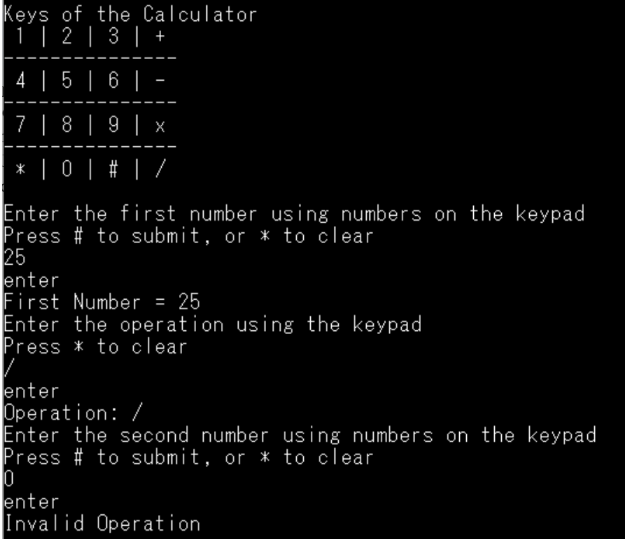 Keys of the Calculator
1 | 2 | 3 | +
---------------
4 | 5 | 6 | -
---------------
7 | 8 | 9 | x
---------------
* | 0 | # | /
Enter the first number using numbers on the keypad
Press # to submit, or * to clear
25
enter
First Number = 25
Enter the operation using the keypad
Press * to clear
/
enter
Operation: /
Enter the second number using numbers on the keypad
Press # to submit, or * to clear
0
enter
Invalid Operation